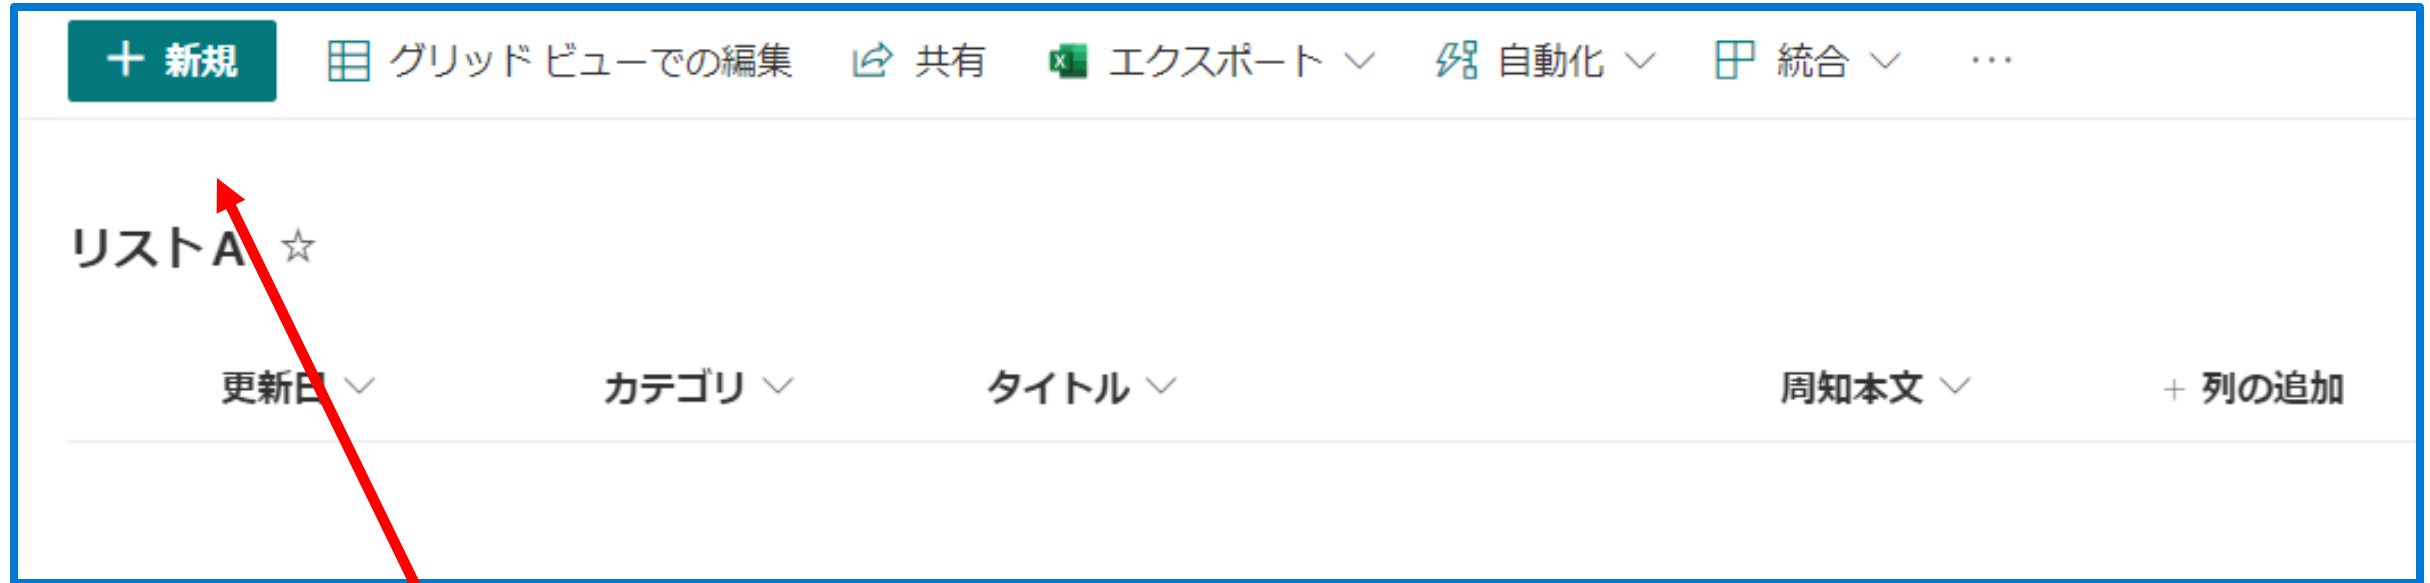 + 新規 グリッド ビューでの編集 共有 エクスポート 自動化 統合 ···
リストA ☆
更新日 カテゴリ タイトル 周知本文 + 列の追加